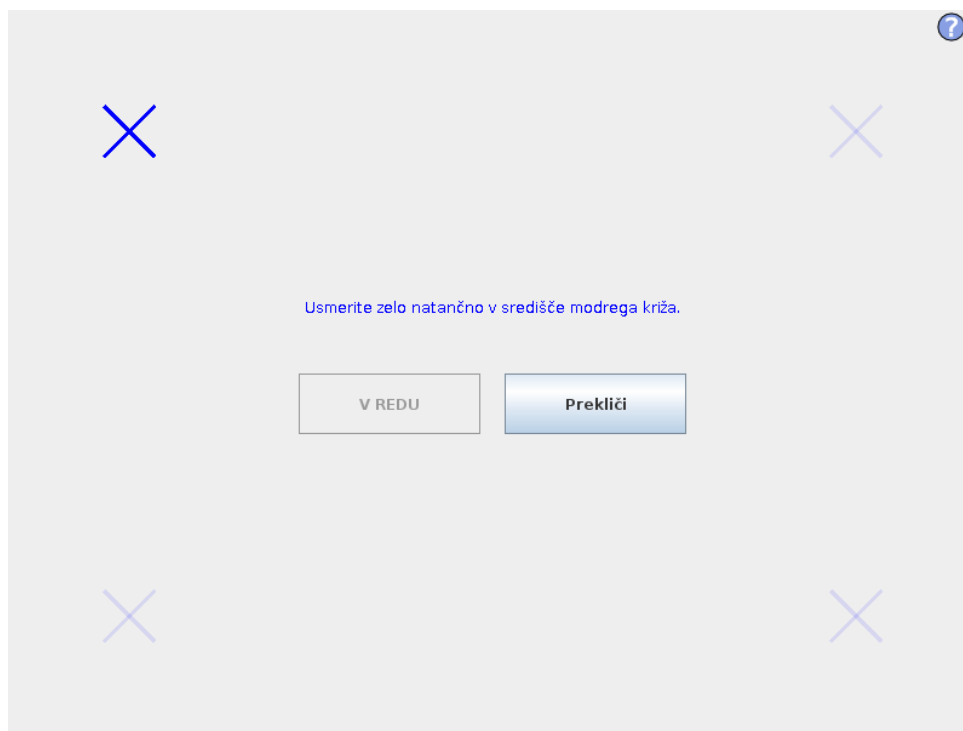 ?
Usmerite zelo natančno v središče modrega križa.
V REDU
Prekliči